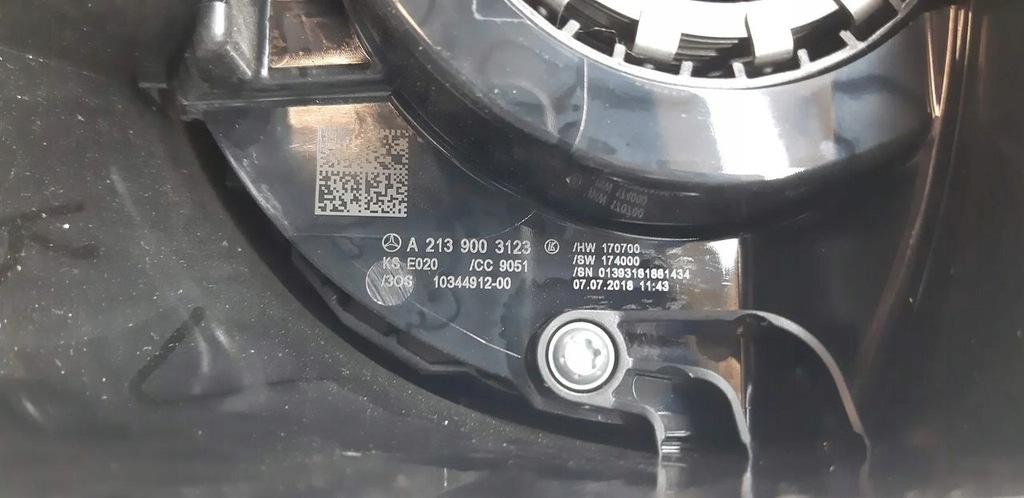 A 213 900 3123
KS E020 /CC 9051
/3OS 10344912-00
/HW 170700
/SW 174000
/SN 01393181881434
07.07.2018 11:43